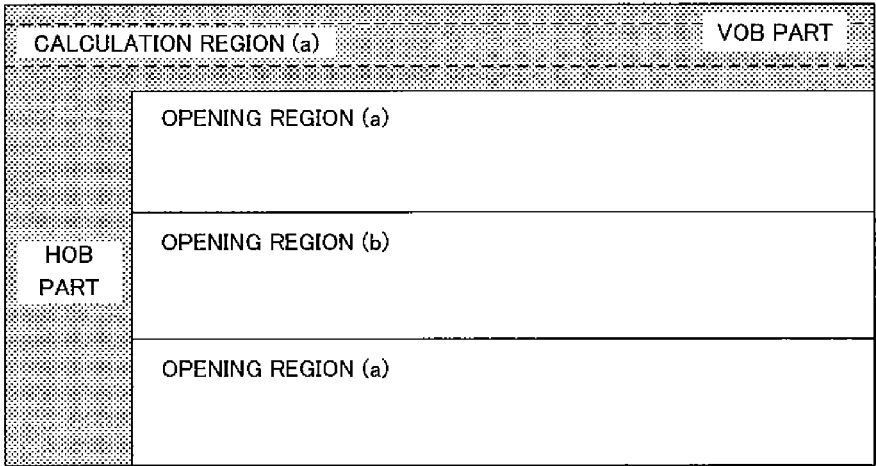 VOB PART
CALCULATION REGION (a)
OPENING REGION (a)
OPENING REGION (b)
HOB
PART
OPENING REGION (a)